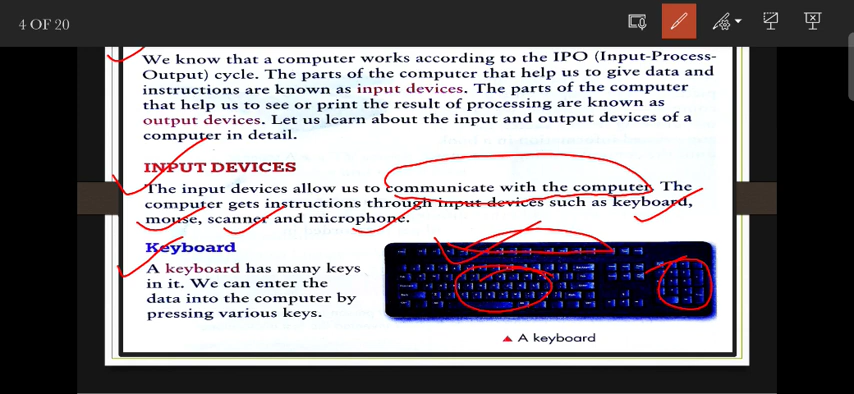 4 OF 20
We know that a computer works according to the IPO (Input-Process-
Output) cycle. The parts of the computer that help us to give data and
instructions are known as input devices. The parts of the computer
that help us to see or print the result of processing are known as
output devices. Let us learn about the input and output devices of a
computer in detail.
INPUT DEVICES
The input devices allow us to communicate with the computer. The
computer gets instructions through input devices such as keyboard,
mouse, scanner and microphone.
Keyboard
A keyboard has many keys
in it. We can enter the
data into the computer by
pressing various keys.
▲ A keyboard